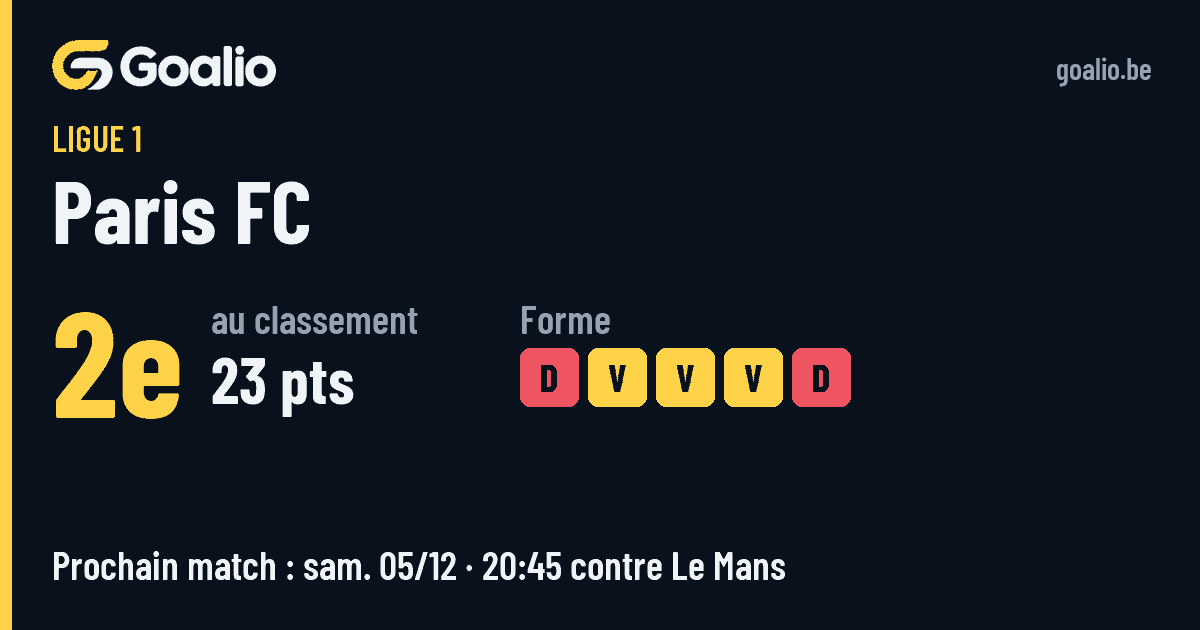 Goalio
goalio.be
LIGUE 1
Paris FC
2e
au classement
23 pts
Forme
D V V V D
Prochain match : sam. 05/12 · 20:45 contre Le Mans